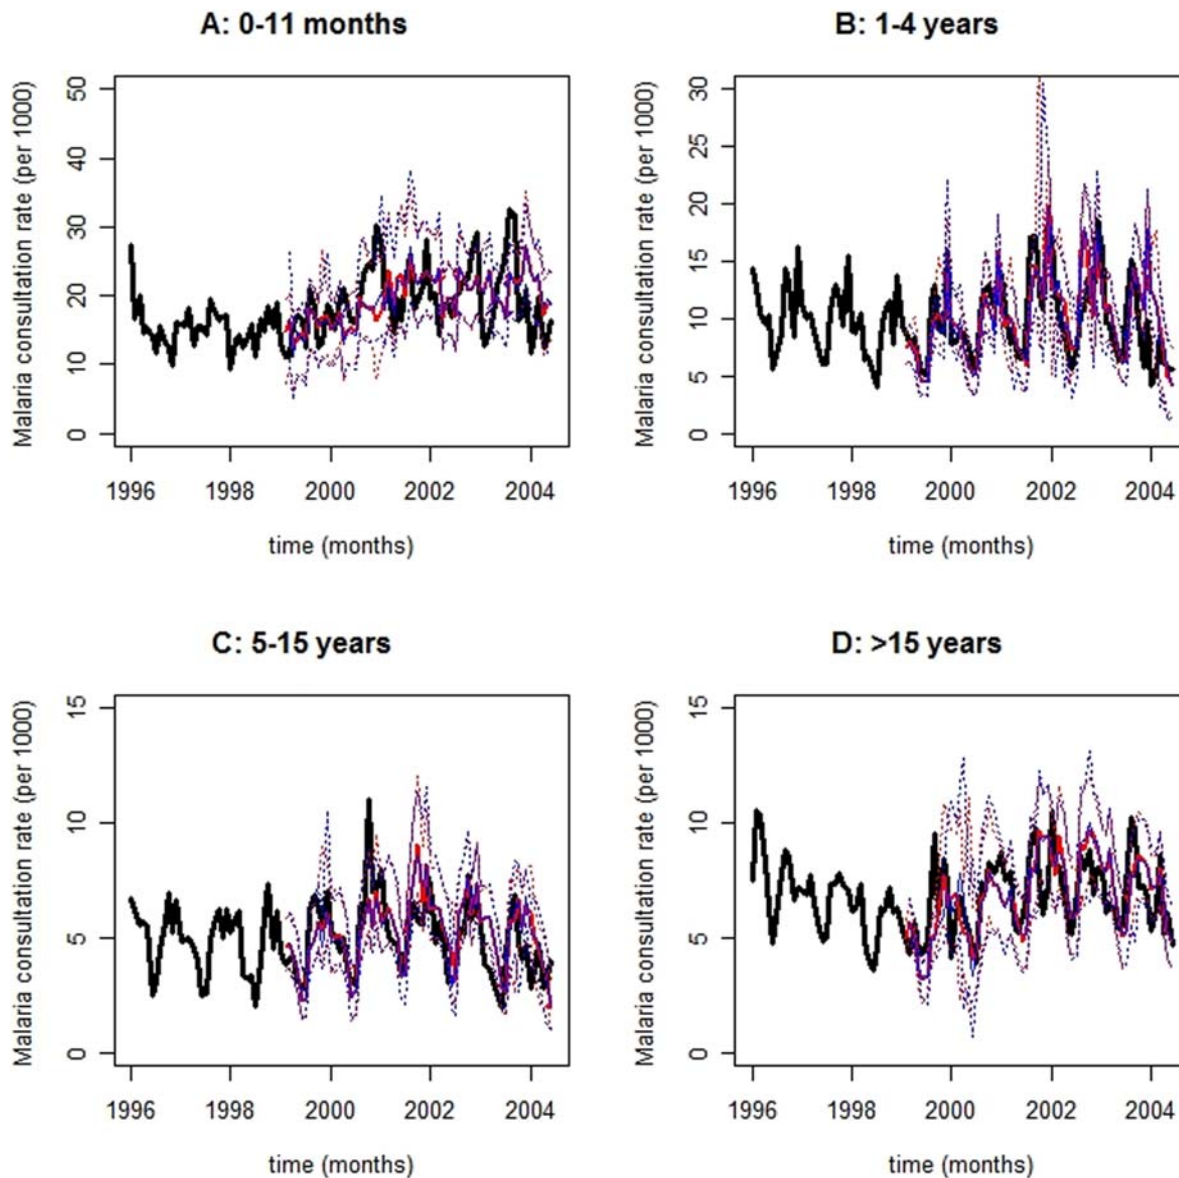 A: 0-11 months
Malaria consultation rate (per 1000)
50
40
30
20
10
0
1996 1998 2000 2002 2004
time (months)
B: 1-4 years
Malaria consultation rate (per 1000)
30
25
20
15
10
5
0
1996 1998 2000 2002 2004
time (months)
C: 5-15 years
Malaria consultation rate (per 1000)
15
10
5
0
1996 1998 2000 2002 2004
time (months)
D: >15 years
Malaria consultation rate (per 1000)
15
10
5
0
1996 1998 2000 2002 2004
time (months)